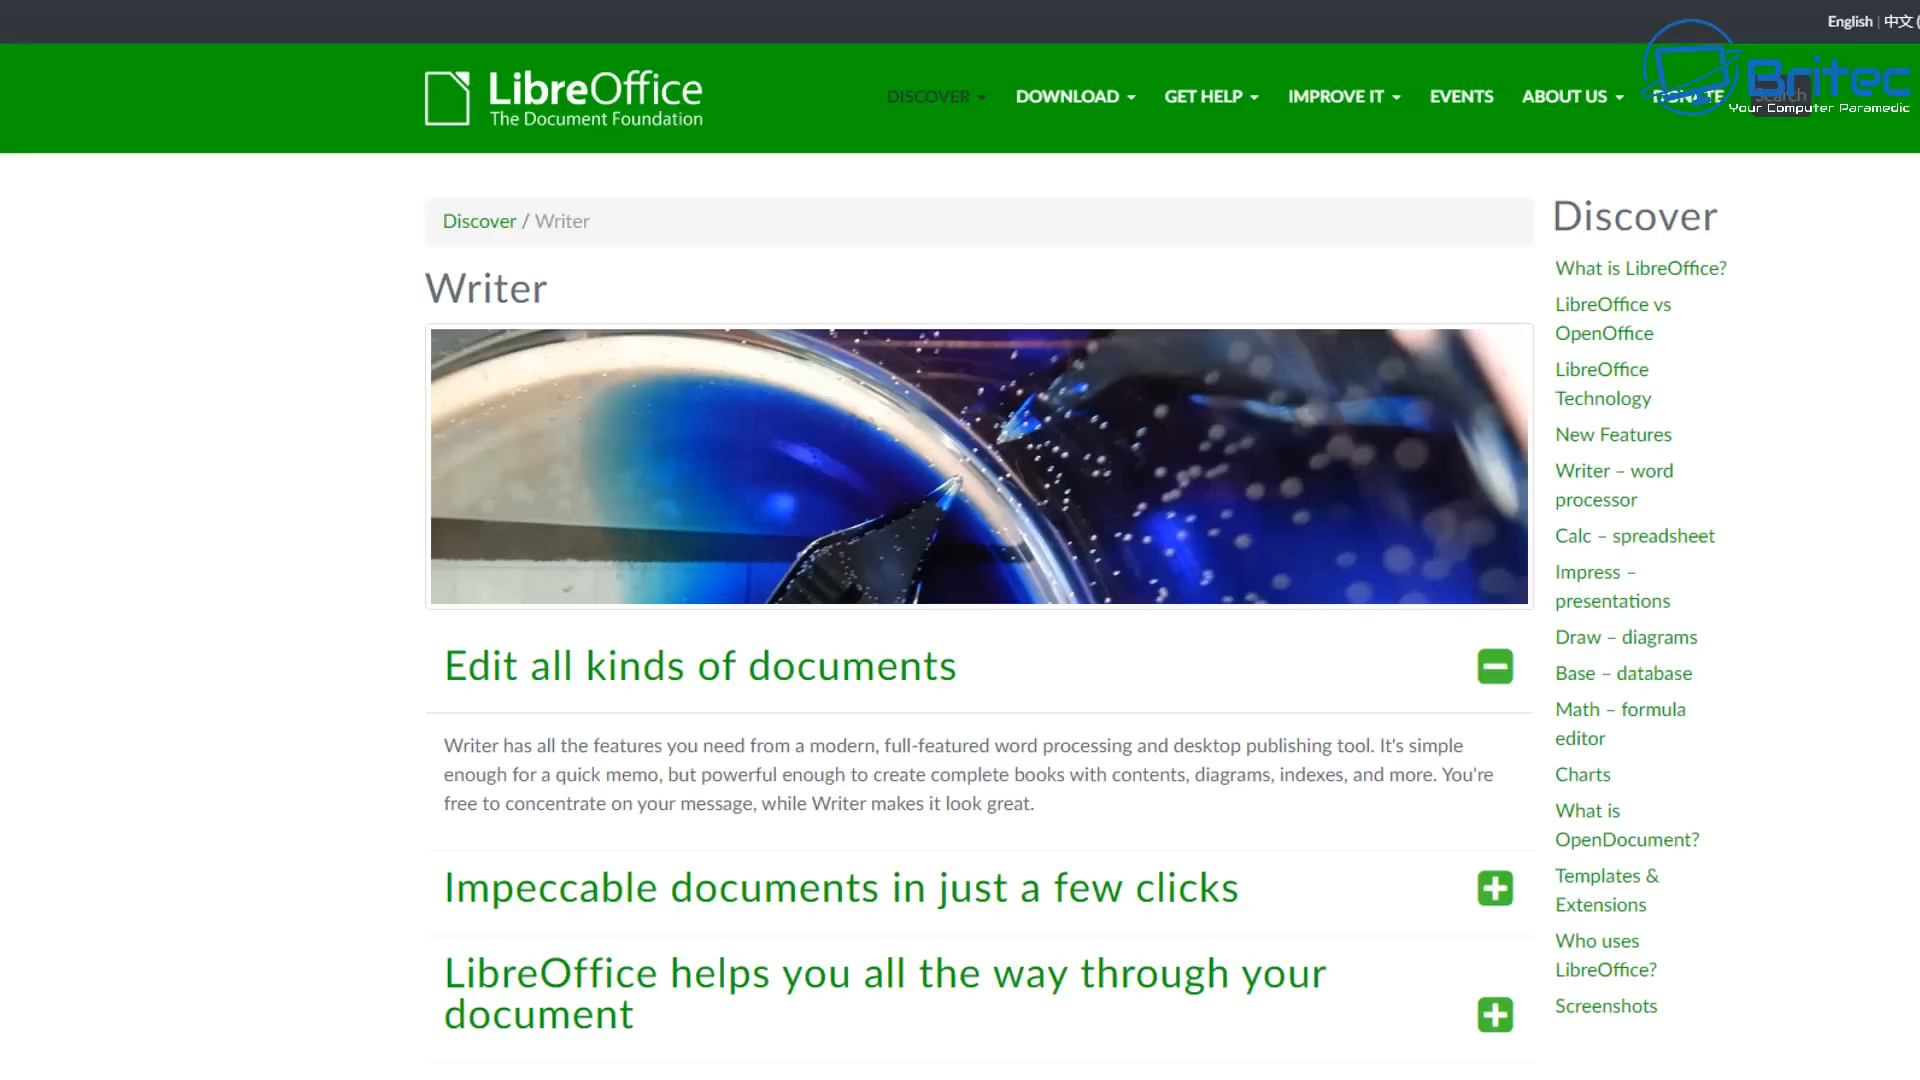 English | 中文 (
LibreOffice
The Document Foundation
DISCOVER DOWNLOAD GET HELP IMPROVE IT EVENTS ABOUT US DONATE
Search
Britec
Your Computer Paramedic
Discover / Writer
Writer
Edit all kinds of documents
Writer has all the features you need from a modern, full-featured word processing and desktop publishing tool. It's simple
enough for a quick memo, but powerful enough to create complete books with contents, diagrams, indexes, and more. You're
free to concentrate on your message, while Writer makes it look great.
Impeccable documents in just a few clicks
LibreOffice helps you all the way through your
document
Discover
What is LibreOffice?
LibreOffice vs
OpenOffice
LibreOffice
Technology
New Features
Writer – word
processor
Calc – spreadsheet
Impress –
presentations
Draw – diagrams
Base – database
Math – formula
editor
Charts
What is
OpenDocument?
Templates &
Extensions
Who uses
LibreOffice?
Screenshots